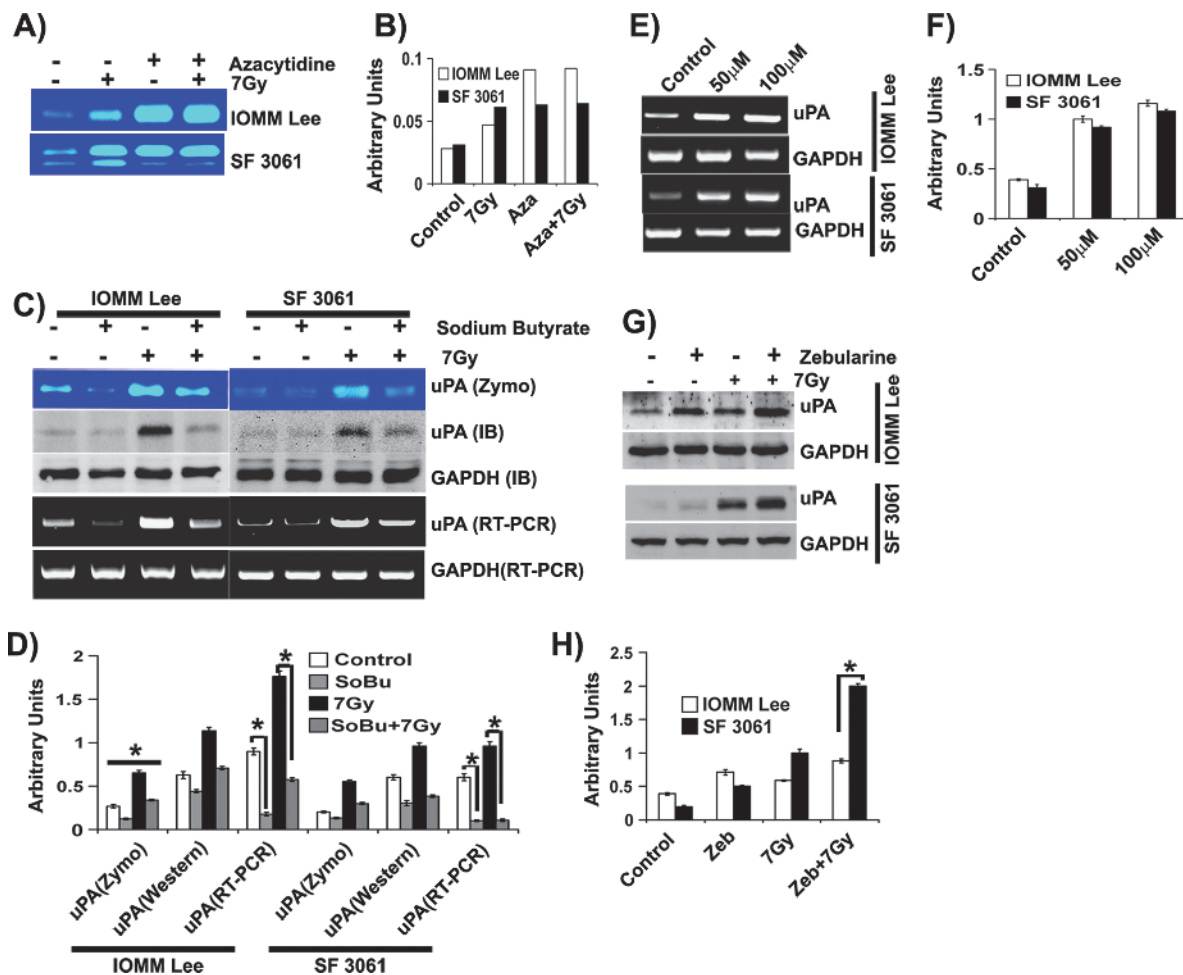 A)
- - + + Azacytidine
- + - + 7Gy
IOMM Lee
SF 3061
B)
Arbitrary Units
0.1
0.05
0
IOMM Lee
SF 3061
Control 7Gy Aza Aza+7Gy
C)
IOMM Lee SF 3061
- + - + - + - + Sodium Butyrate
- - + + - - + + 7Gy
uPA (Zymo)
uPA (IB)
GAPDH (IB)
uPA (RT-PCR)
GAPDH(RT-PCR)
D)
Arbitrary Units
2
1.5
1
0.5
0
Control
SoBu
7Gy
SoBu+7Gy
* * * * *
uPA(Zymo) uPA(Western) uPA(RT-PCR) uPA(Zymo) uPA(Western) uPA(RT-PCR)
IOMM Lee SF 3061
E)
Control 50µM 100µM
uPA
GAPDH
IOMM Lee
uPA
GAPDH
SF 3061
F)
Arbitrary Units
1.5
1
0.5
0
IOMM Lee
SF 3061
Control 50µM 100µM
G)
- + - + Zebularine
- - + + 7Gy
uPA
GAPDH
IOMM Lee
uPA
GAPDH
SF 3061
H)
Arbitrary Units
2.5
2
1.5
1
0.5
0
IOMM Lee
SF 3061
*
Control Zeb 7Gy Zeb+7Gy